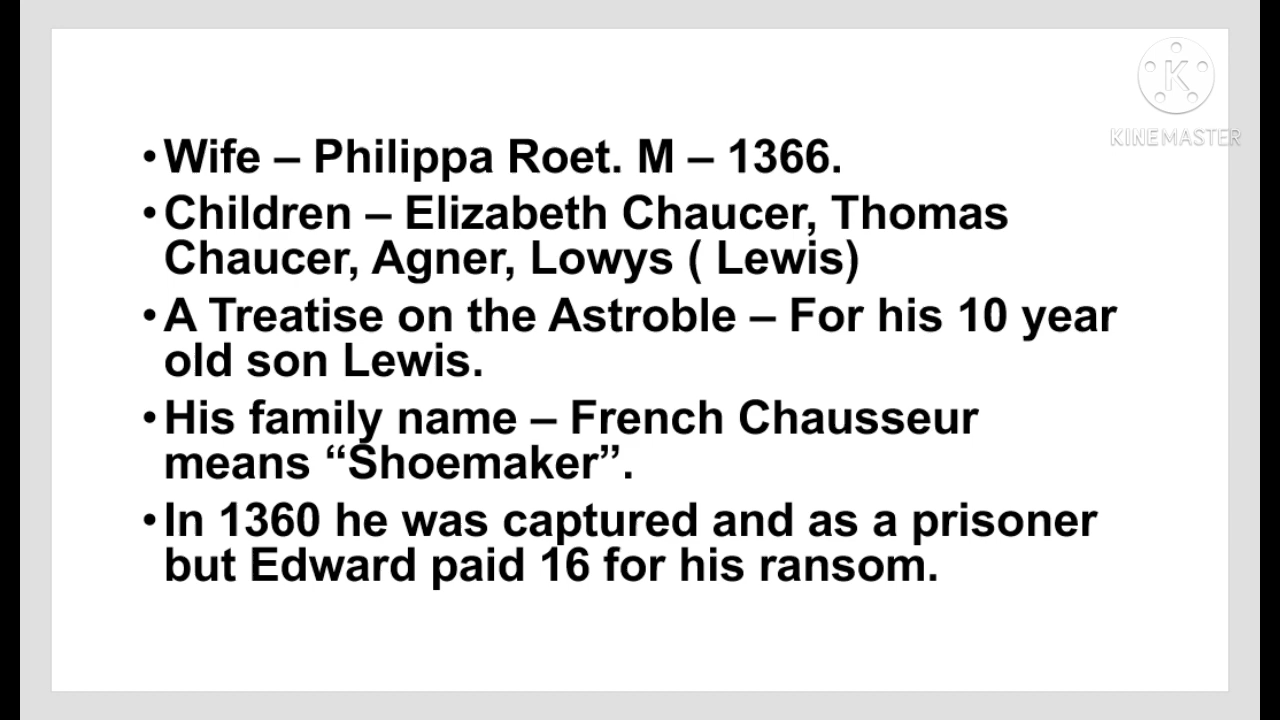 KINEMASTER
•Wife – Philippa Roet. M – 1366.
•Children – Elizabeth Chaucer, Thomas
Chaucer, Agner, Lowys ( Lewis)
•A Treatise on the Astroble – For his 10 year
old son Lewis.
•His family name – French Chausseur
means “Shoemaker”.
•In 1360 he was captured and as a prisoner
but Edward paid 16 for his ransom.